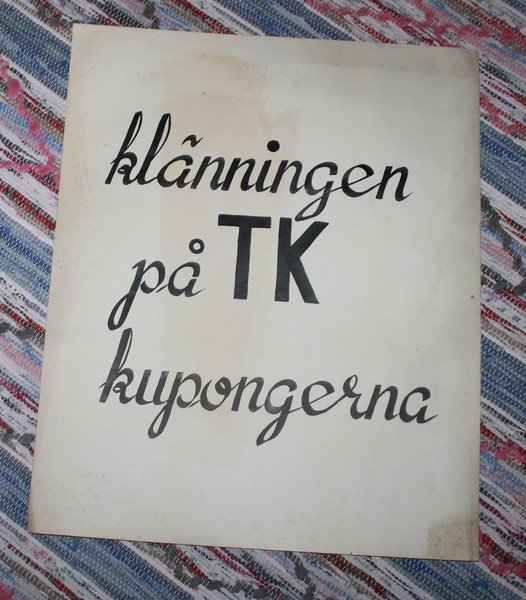 klänningen
på TK
kupongerna